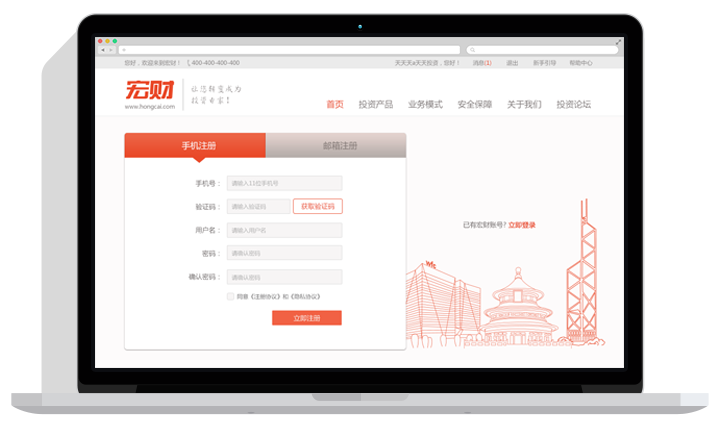 您好，欢迎来到宏财！ 400-400-400-400 天天天a天天投资，您好！ 消息(1) 退出 新手引导 帮助中心
宏财 让您蜕变成为
投资专家！
www.hongcai.com
首页 投资产品 业务模式 安全保障 关于我们 投资论坛
手机注册 邮箱注册
手机号： 请输入11位手机号
验证码： 请输入验证码 获取验证码
用户名： 请输入用户名
密码： 请确认密码
确认密码： 请确认密码
同意《注册协议》和《隐私协议》
立即注册
已有宏财账号？立即登录